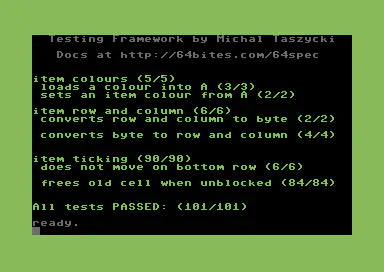 Testing Framework by Michal Taszycki
Docs at http://64bites.com/64spec
item colours (5/5)
loads a colour into A (3/3)
sets an item colour from A (2/2)
item row and column (6/6)
converts row and column to byte (2/2)
converts byte to row and column (4/4)
item ticking (90/90)
does not move on bottom row (6/6)
frees old cell when unblocked (84/84)
All tests PASSED: (101/101)
ready.